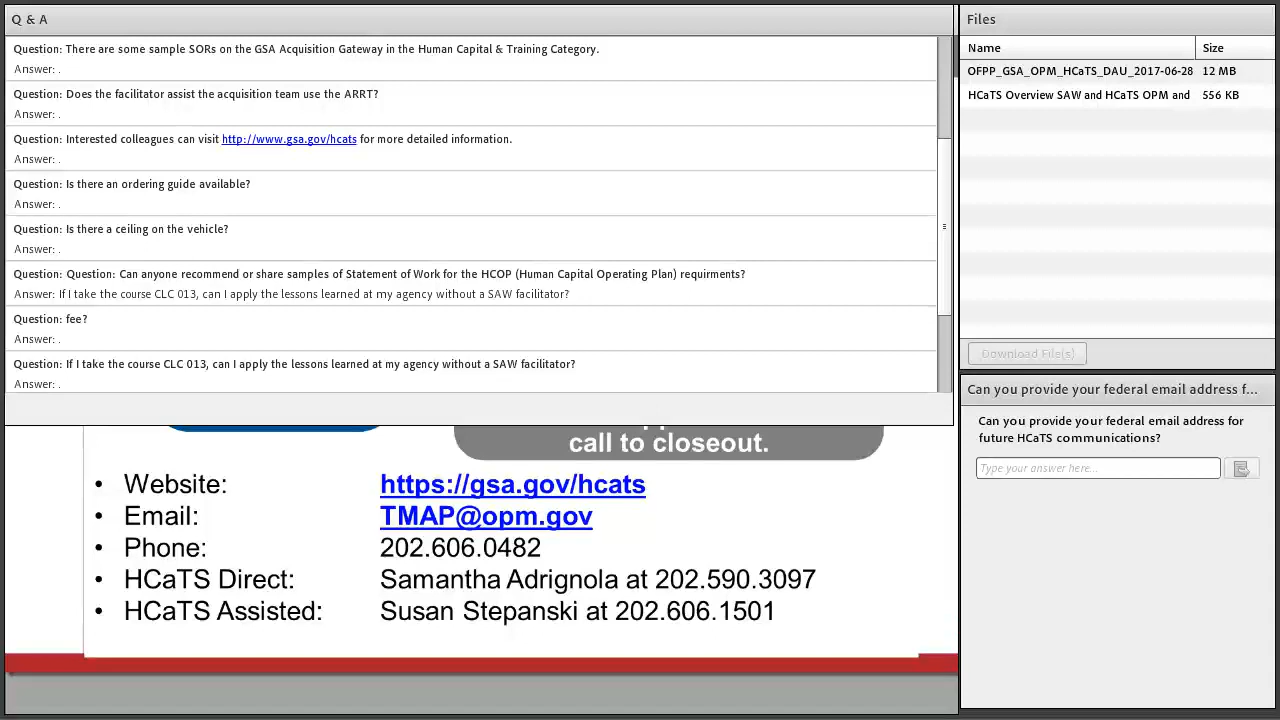 Q & A
Question: There are some sample SORs on the GSA Acquisition Gateway in the Human Capital & Training Category.
Answer: .
Question: Does the facilitator assist the acquisition team use the ARRT?
Answer: .
Question: Interested colleagues can visit http://www.gsa.gov/hcats for more detailed information.
Answer: .
Question: Is there an ordering guide available?
Answer: .
Question: Is there a ceiling on the vehicle?
Answer: .
Question: Question: Can anyone recommend or share samples of Statement of Work for the HCOP (Human Capital Operating Plan) requirments?
Answer: If I take the course CLC 013, can I apply the lessons learned at my agency without a SAW facilitator?
Question: fee?
Answer: .
Question: If I take the course CLC 013, can I apply the lessons learned at my agency without a SAW facilitator?
Answer: .
call to closeout.
• Website: https://gsa.gov/hcats
• Email: TMAP@opm.gov
• Phone: 202.606.0482
• HCaTS Direct: Samantha Adrignola at 202.590.3097
• HCaTS Assisted: Susan Stepanski at 202.606.1501
Files
Name Size
OFPP_GSA_OPM_HCaTS_DAU_2017-06-28 12 MB
HCaTS Overview SAW and HCaTS OPM and 556 KB
Download File(s)
Can you provide your federal email address f...
Can you provide your federal email address for
future HCaTS communications?
Type your answer here...